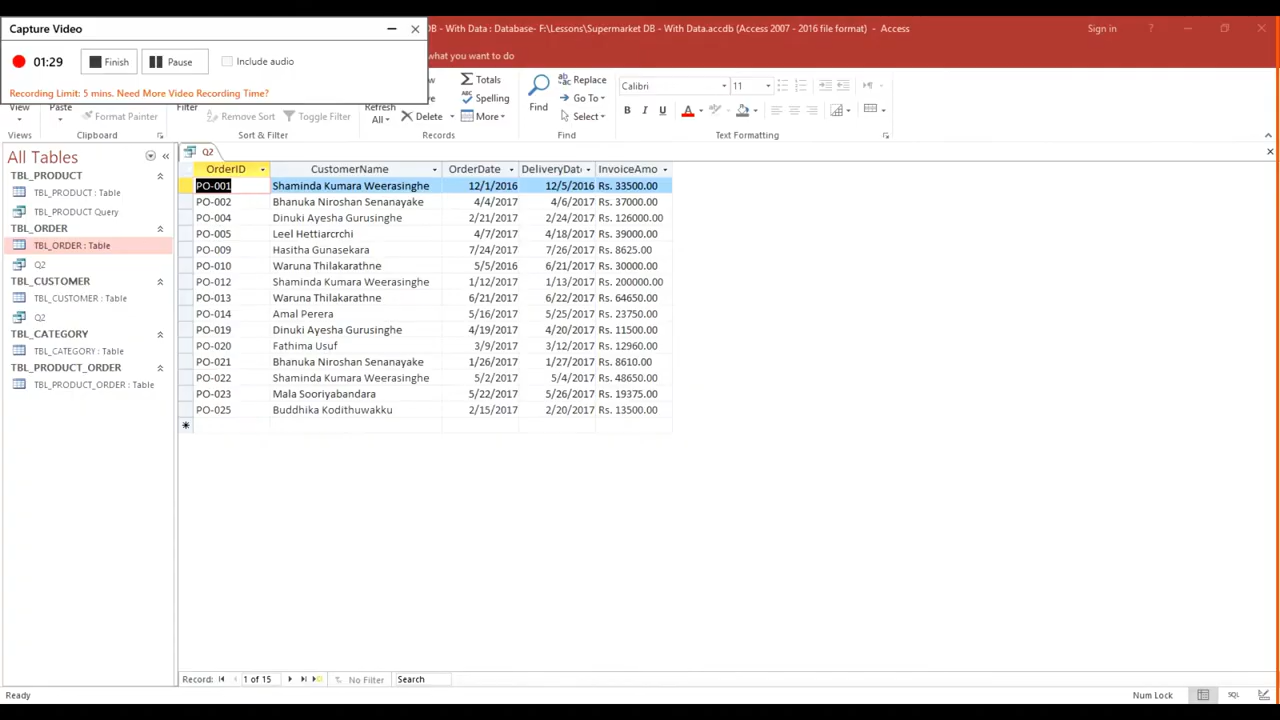 Capture Video
DB - With Data : Database- F:\Lessons\Supermarket DB - With Data.accdb (Access 2007 - 2016 file format) - Access
Sign in
?
01:29
Finish
Pause
Include audio
what you want to do
Recording Limit: 5 mins. Need More Video Recording Time?
View
Paste
Format Painter
Filter
Remove Sort
Toggle Filter
Refresh
All
Totals
Spelling
Delete
More
Find
Replace
Go To
Select
Calibri
11
B I U A
Views
Clipboard
Sort & Filter
Records
Find
Text Formatting
All Tables
TBL_PRODUCT
TBL_PRODUCT : Table
TBL_PRODUCT Query
TBL_ORDER
TBL_ORDER : Table
Q2
TBL_CUSTOMER
TBL_CUSTOMER : Table
Q2
TBL_CATEGORY
TBL_CATEGORY : Table
TBL_PRODUCT_ORDER
TBL_PRODUCT_ORDER : Table
Q2
OrderID CustomerName OrderDate DeliveryDat InvoiceAmo
PO-001 Shaminda Kumara Weerasinghe 12/1/2016 12/5/2016 Rs. 33500.00
PO-002 Bhanuka Niroshan Senanayake 4/4/2017 4/6/2017 Rs. 37000.00
PO-004 Dinuki Ayesha Gurusinghe 2/21/2017 2/24/2017 Rs. 126000.00
PO-005 Leel Hettiarcrchi 4/7/2017 4/18/2017 Rs. 39000.00
PO-009 Hasitha Gunasekara 7/24/2017 7/26/2017 Rs. 8625.00
PO-010 Waruna Thilakarathne 5/5/2016 6/21/2017 Rs. 30000.00
PO-012 Shaminda Kumara Weerasinghe 1/12/2017 1/13/2017 Rs. 200000.00
PO-013 Waruna Thilakarathne 6/21/2017 6/22/2017 Rs. 64650.00
PO-014 Amal Perera 5/16/2017 5/25/2017 Rs. 23750.00
PO-019 Dinuki Ayesha Gurusinghe 4/19/2017 4/20/2017 Rs. 11500.00
PO-020 Fathima Usuf 3/9/2017 3/12/2017 Rs. 12960.00
PO-021 Bhanuka Niroshan Senanayake 1/26/2017 1/27/2017 Rs. 8610.00
PO-022 Shaminda Kumara Weerasinghe 5/2/2017 5/4/2017 Rs. 48650.00
PO-023 Mala Sooriyabandara 5/22/2017 5/26/2017 Rs. 19375.00
PO-025 Buddhika Kodithuwakku 2/15/2017 2/20/2017 Rs. 13500.00
Record: 1 of 15 No Filter Search
Ready
Num Lock
SQL